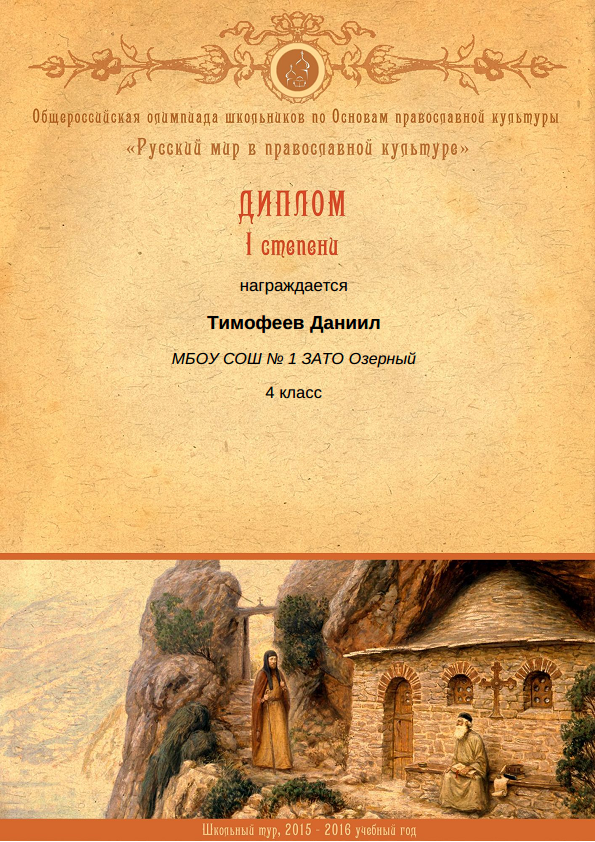 Общероссийская олимпиада школьников по Основам православной культуры
«Русский мир в православной культуре»
ДИПЛОМ
I степени
награждается
Тимофеев Даниил
МБОУ СОШ № 1 ЗАТО Озерный
4 класс
Школьный тур, 2015 - 2016 учебный год